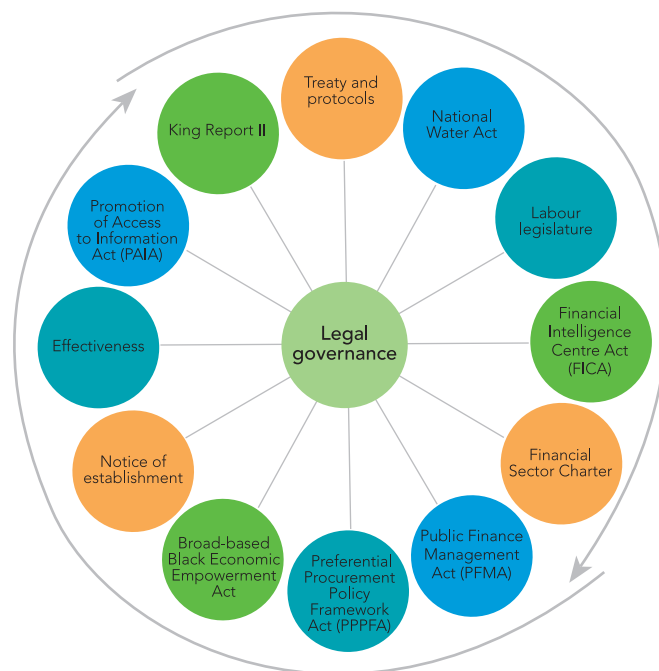 Treaty and
protocols
National
Water Act
Labour
legislature
Financial
Intelligence
Centre Act
(FICA)
Financial
Sector Charter
Public Finance
Management
Act (PFMA)
Preferential
Procurement
Policy
Framework
Act (PPPFA)
Broad-based
Black Economic
Empowerment
Act
Notice of
establishment
Effectiveness
Promotion
of Access
to Information
Act (PAIA)
King Report II
Legal
governance